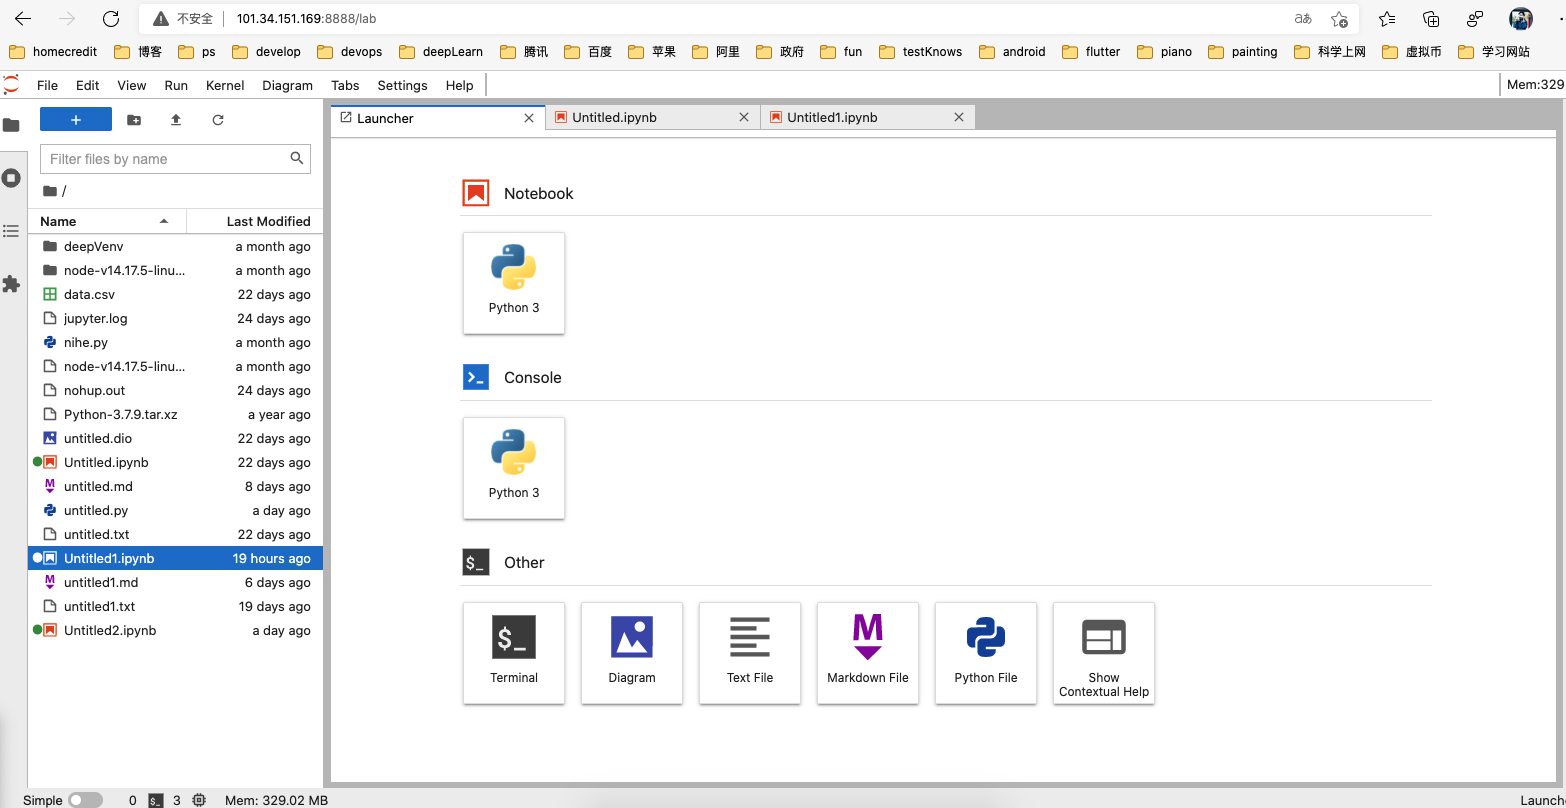 不安全 101.34.151.169:8888/lab aあ
homecredit 博客 ps develop devops deepLearn 腾讯 百度 苹果 阿里 政府 fun testKnows android flutter piano painting 科学上网 虚拟币 学习网站
File Edit View Run Kernel Diagram Tabs Settings Help Mem:329
+
Launcher Untitled.ipynb Untitled1.ipynb
Filter files by name
/
Name Last Modified
deepVenv a month ago
node-v14.17.5-linu... a month ago
data.csv 22 days ago
jupyter.log 24 days ago
nihe.py a month ago
node-v14.17.5-linu... a month ago
nohup.out 24 days ago
Python-3.7.9.tar.xz a year ago
untitled.dio 22 days ago
Untitled.ipynb 22 days ago
untitled.md 8 days ago
untitled.py a day ago
untitled.txt 22 days ago
Untitled1.ipynb 19 hours ago
untitled1.md 6 days ago
untitled1.txt 19 days ago
Untitled2.ipynb a day ago
Notebook
Python 3
Console
Python 3
$_ Other
$_ M
Terminal Diagram Text File Markdown File Python File Show
Contextual Help
Simple 0 $_ 3 Mem: 329.02 MB Launch